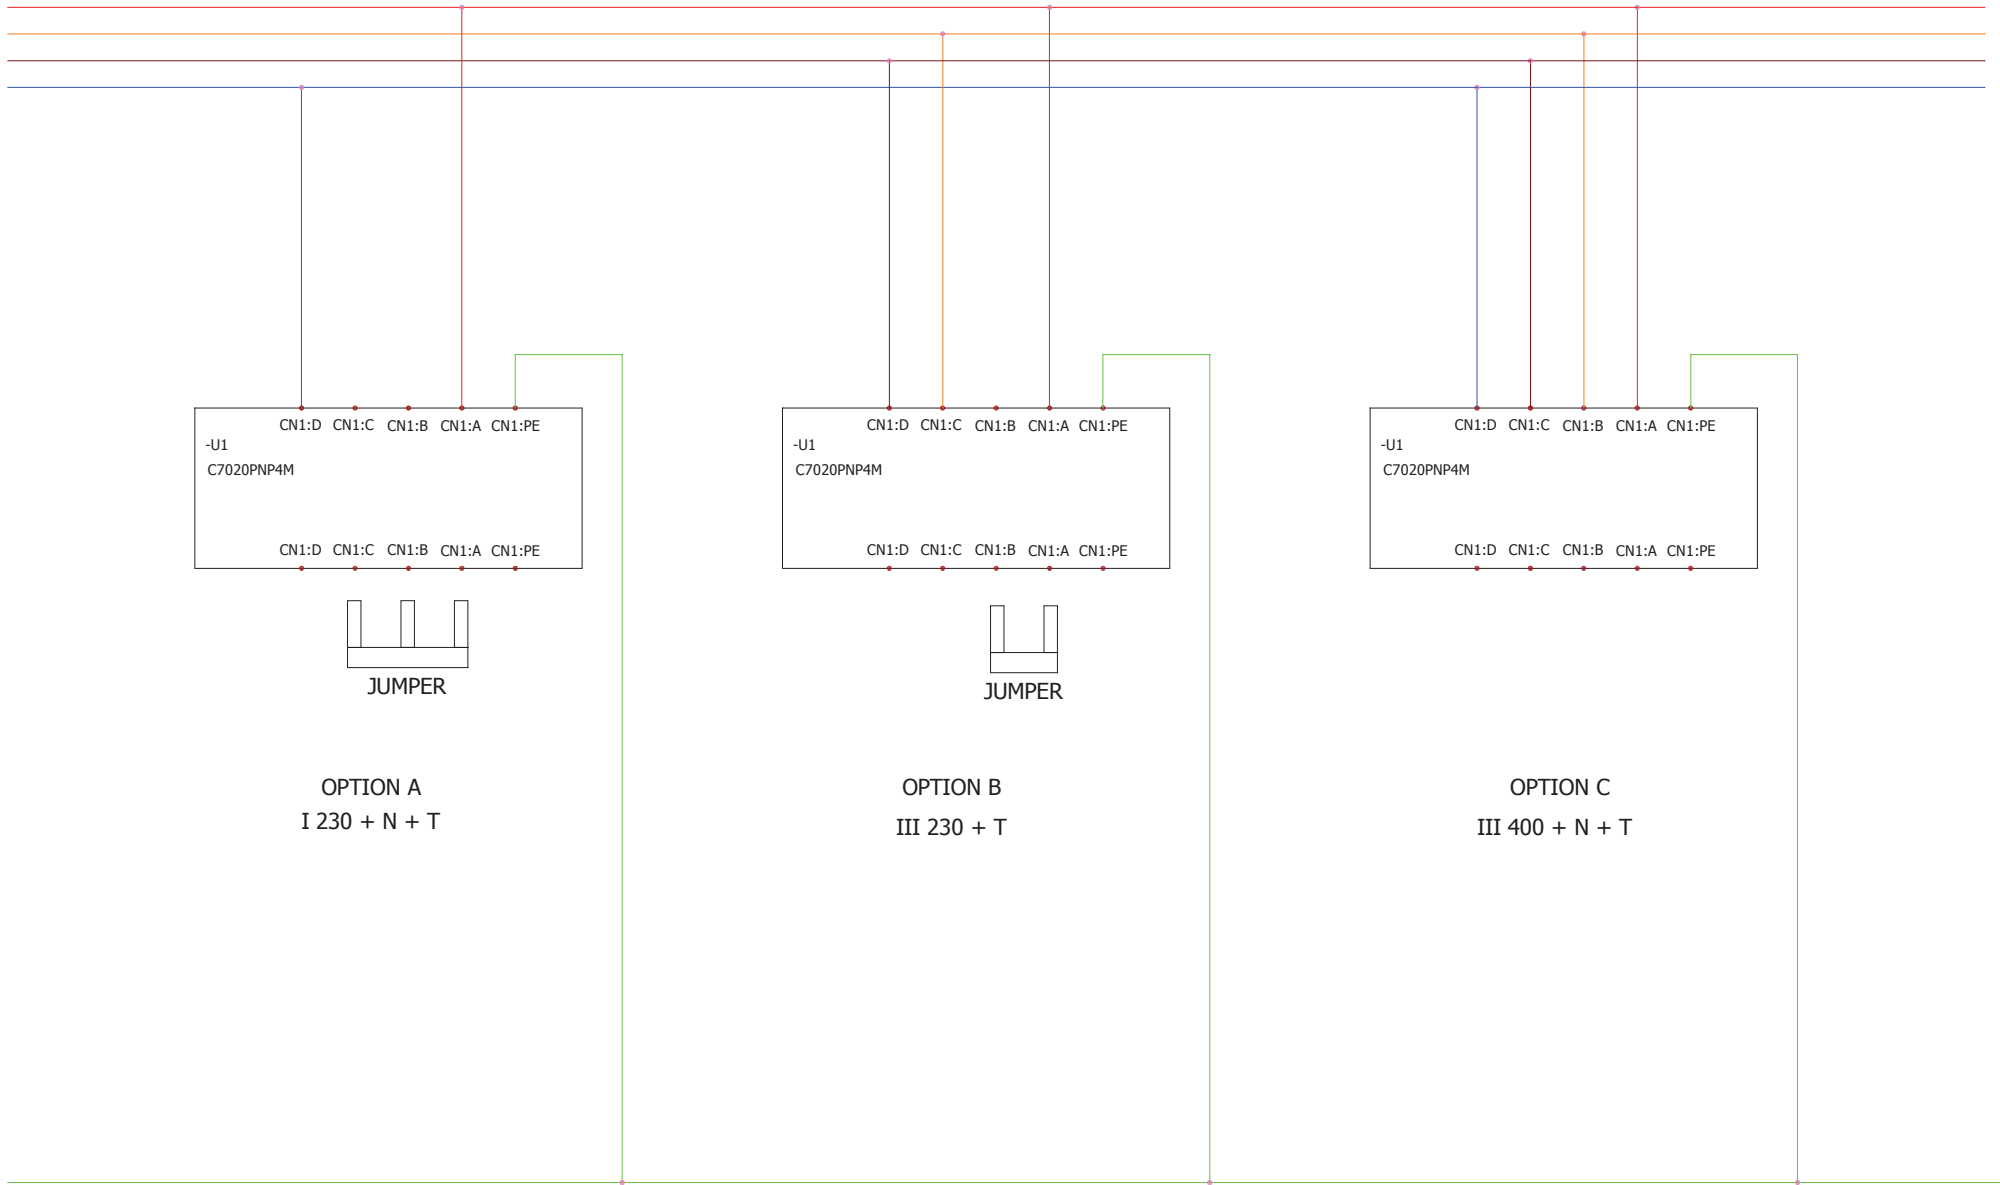 CN1:D CN1:C CN1:B CN1:A CN1:PE
-U1
C7020PNP4M
CN1:D CN1:C CN1:B CN1:A CN1:PE
JUMPER
OPTION A
I 230 + N + T
CN1:D CN1:C CN1:B CN1:A CN1:PE
-U1
C7020PNP4M
CN1:D CN1:C CN1:B CN1:A CN1:PE
JUMPER
OPTION B
III 230 + T
CN1:D CN1:C CN1:B CN1:A CN1:PE
-U1
C7020PNP4M
CN1:D CN1:C CN1:B CN1:A CN1:PE
OPTION C
III 400 + N + T